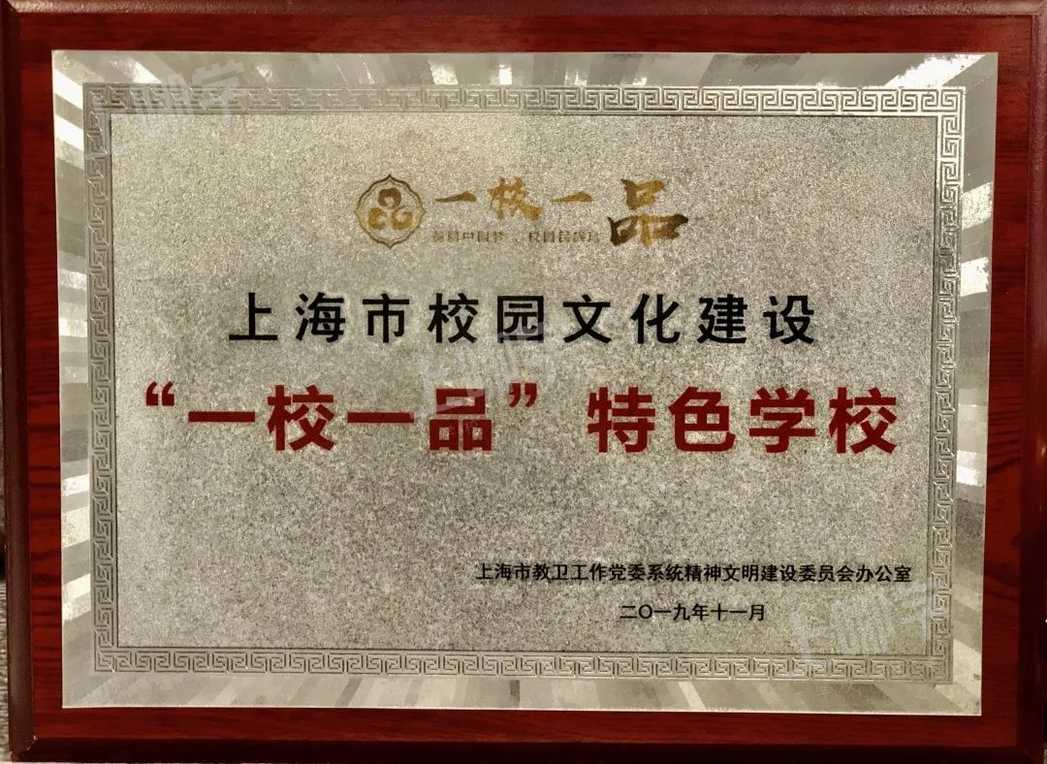 一校一品
上海市校园文化建设
“一校一品”特色学校
上海市教卫工作党委系统精神文明建设委员会办公室
二〇一九年十一月